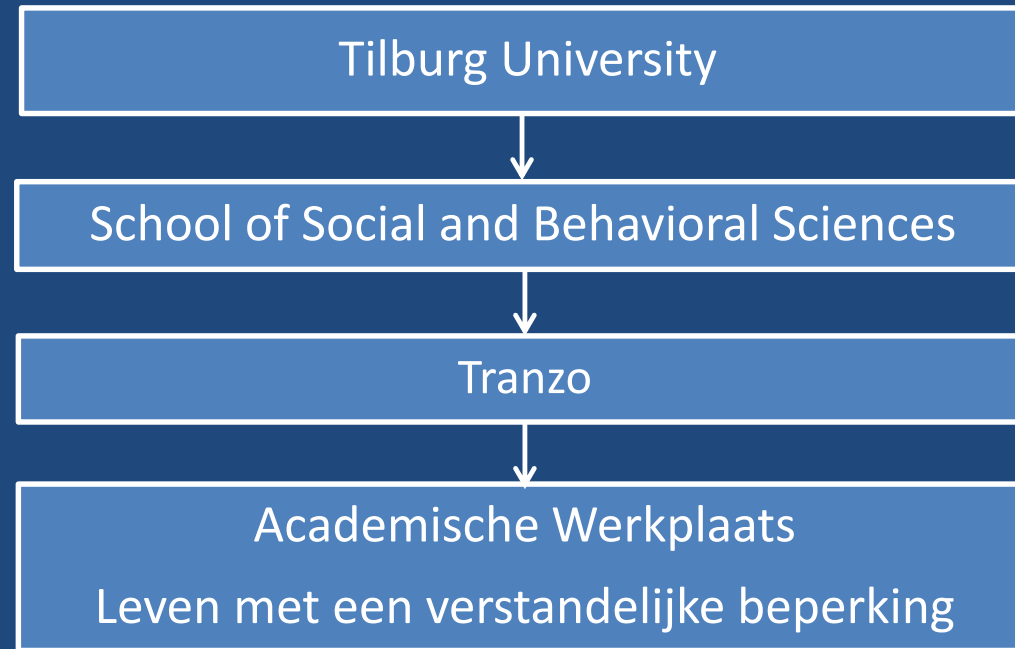 Tilburg University
School of Social and Behavioral Sciences
Tranzo
Academische Werkplaats
Leven met een verstandelijke beperking